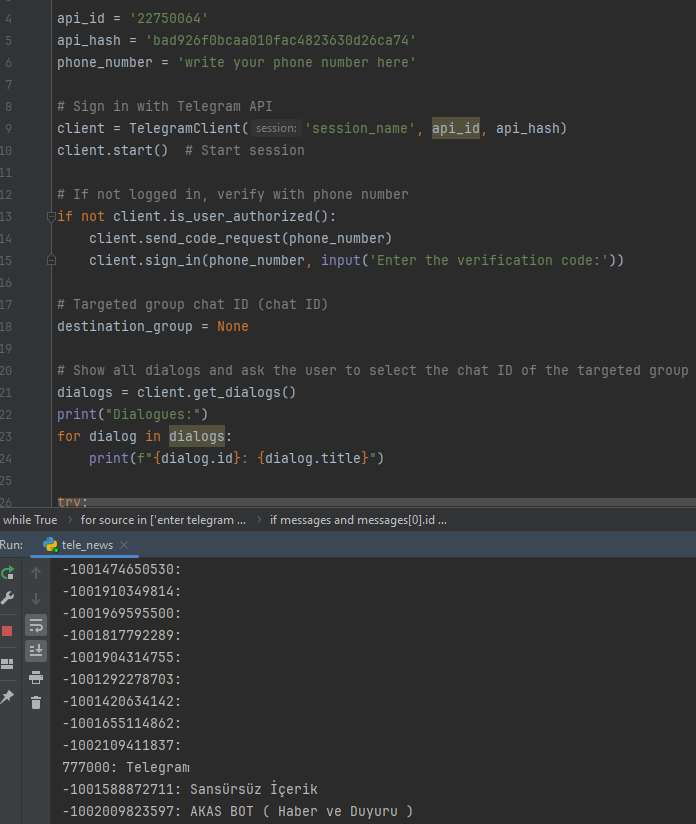 4 api_id = '22750064'
5 api_hash = 'bad926f0bcaa010fac4823630d26ca74'
6 phone_number = 'write your phone number here'
7
8 # Sign in with Telegram API
9 client = TelegramClient( session: 'session_name', api_id, api_hash)
10 client.start()  # Start session
11
12 # If not logged in, verify with phone number
13 if not client.is_user_authorized():
14     client.send_code_request(phone_number)
15     client.sign_in(phone_number, input('Enter the verification code:'))
16
17 # Targeted group chat ID (chat ID)
18 destination_group = None
19
20 # Show all dialogs and ask the user to select the chat ID of the targeted group
21 dialogs = client.get_dialogs()
22 print("Dialogues:")
23 for dialog in dialogs:
24     print(f"{dialog.id}: {dialog.title}")
25
26 try:
while True > for source in ['enter telegram ... > if messages and messages[0].id ...
Run: tele_news
-1001474650530:
-1001910349814:
-1001969595500:
-1001817792289:
-1001904314755:
-1001292278703:
-1001420634142:
-1001655114862:
-1002109411837:
777000: Telegram
-1001588872711: Sansürsüz İçerik
-1002009823597: AKAS BOT ( Haber ve Duyuru )